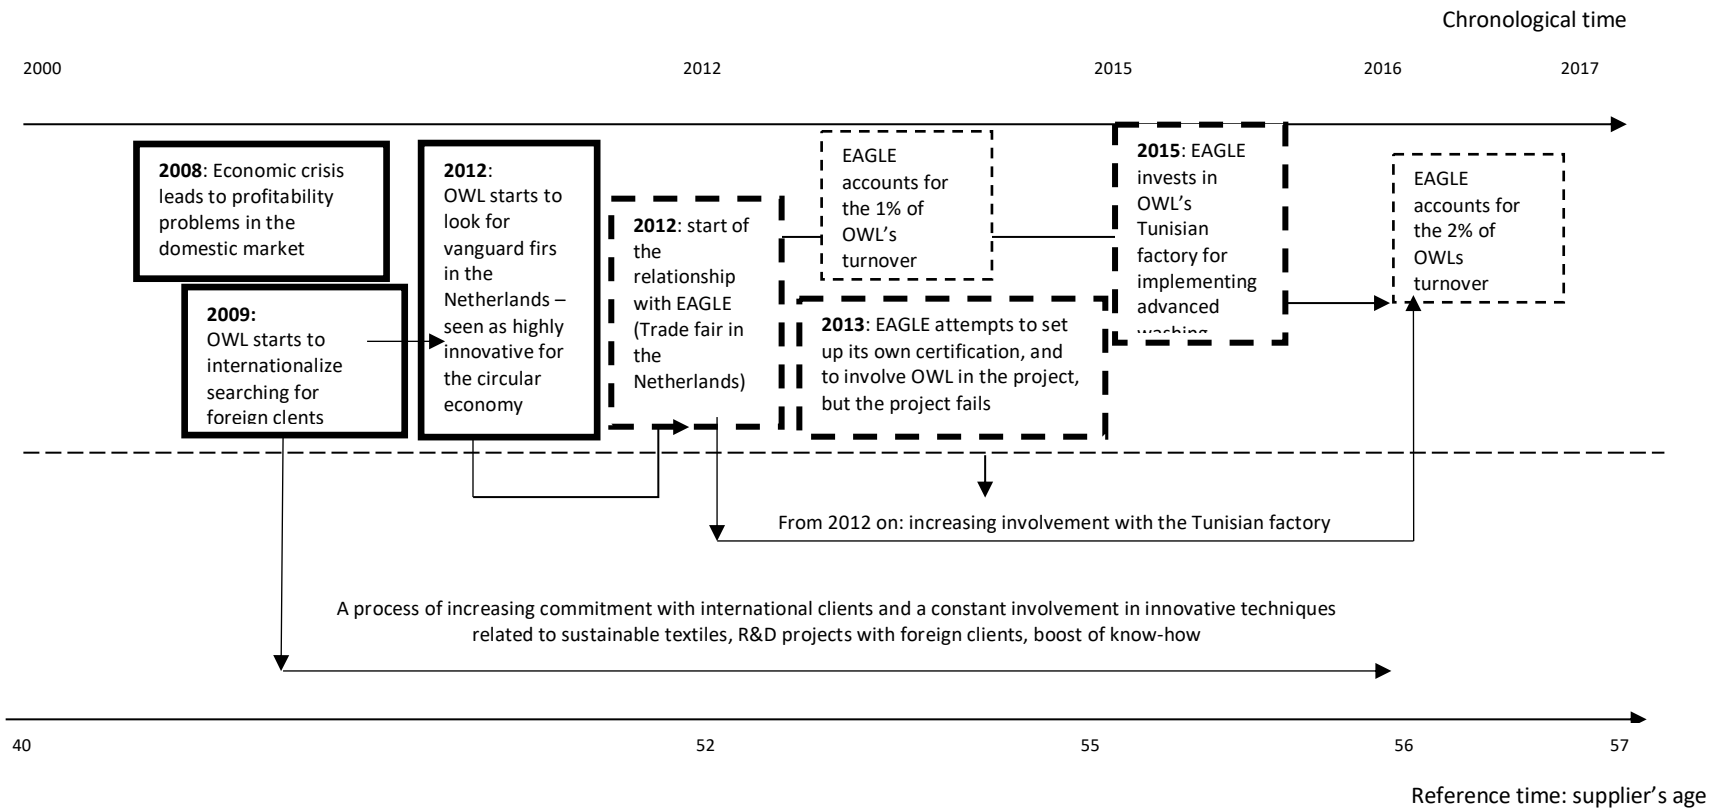 Chronological time
2000
2012
2015
2016
2017
2008: Economic crisis
leads to profitability
problems in the
domestic market
2009:
OWL starts to
internationalize
searching for
foreign clents
2012:
OWL starts to
look for
vanguard firs
in the
Netherlands –
seen as highly
innovative for
the circular
economy
2012: start of
the
relationship
with EAGLE
(Trade fair in
the
Netherlands)
EAGLE
accounts for
the 1% of
OWL’s
turnover
2013: EAGLE attempts to set
up its own certification, and
to involve OWL in the project,
but the project fails
2015: EAGLE
invests in
OWL’s
Tunisian
factory for
implementing
advanced
washing
EAGLE
accounts for
the 2% of
OWLs
turnover
From 2012 on: increasing involvement with the Tunisian factory
A process of increasing commitment with international clients and a constant involvement in innovative techniques
related to sustainable textiles, R&D projects with foreign clients, boost of know-how
40
52
55
56
57
Reference time: supplier’s age